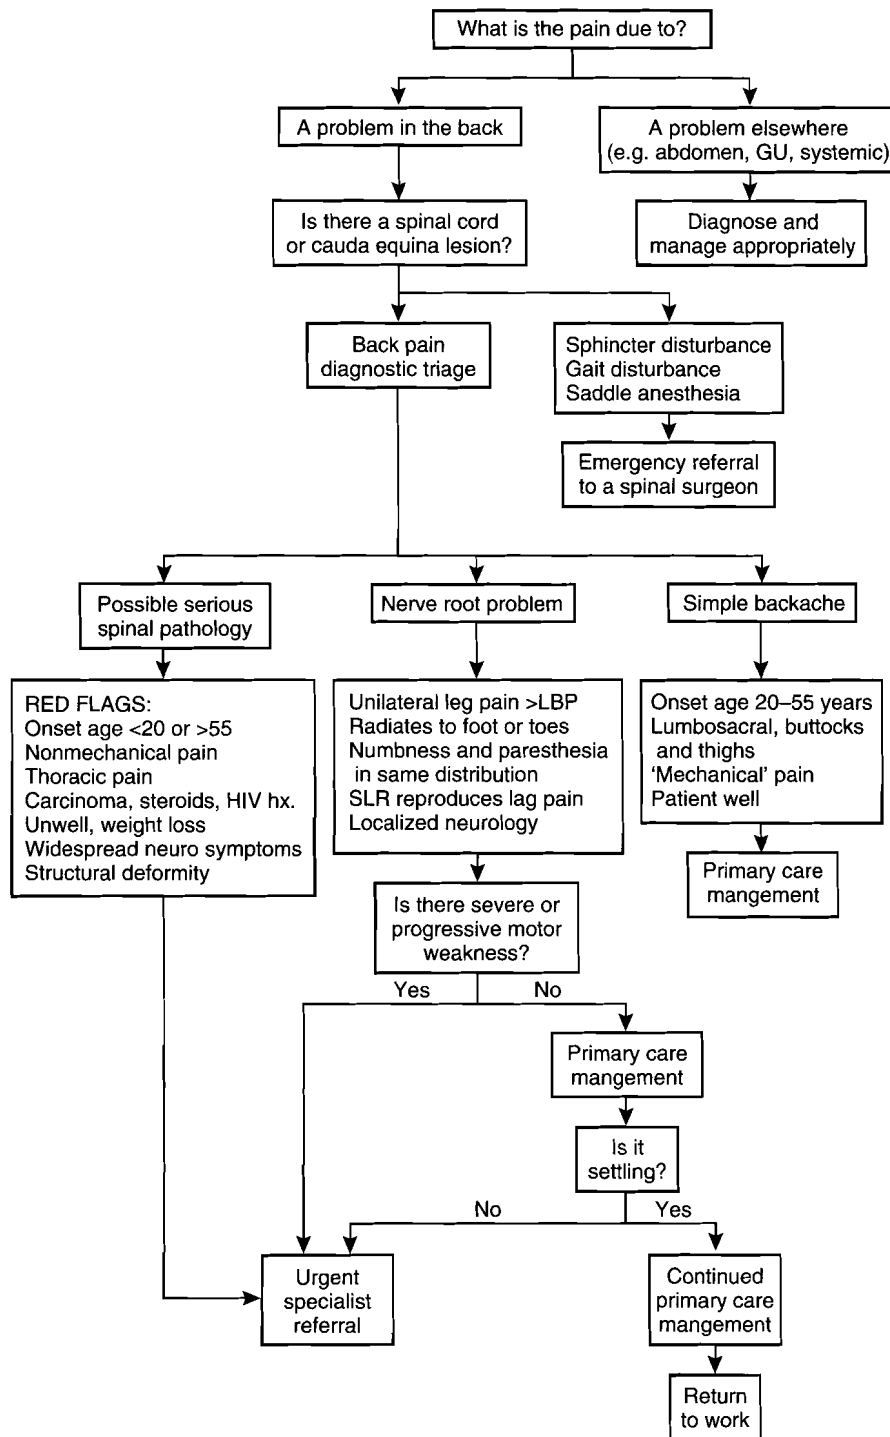 What is the pain due to?
A problem in the back
A problem elsewhere
(e.g. abdomen, GU, systemic)
Is there a spinal cord
or cauda equina lesion?
Diagnose and
manage appropriately
Back pain
diagnostic triage
Sphincter disturbance
Gait disturbance
Saddle anesthesia
Emergency referral
to a spinal surgeon
Possible serious
spinal pathology
Nerve root problem
Simple backache
RED FLAGS:
Onset age <20 or >55
Nonmechanical pain
Thoracic pain
Carcinoma, steroids, HIV hx.
Unwell, weight loss
Widespread neuro symptoms
Structural deformity
Unilateral leg pain >LBP
Radiates to foot or toes
Numbness and paresthesia
in same distribution
SLR reproduces lag pain
Localized neurology
Onset age 20–55 years
Lumbosacral, buttocks
and thighs
'Mechanical' pain
Patient well
Primary care
mangement
Is there severe or
progressive motor
weakness?
Yes
No
Primary care
mangement
Is it
settling?
No
Yes
Urgent
specialist
referral
Continued
primary care
mangement
Return
to work